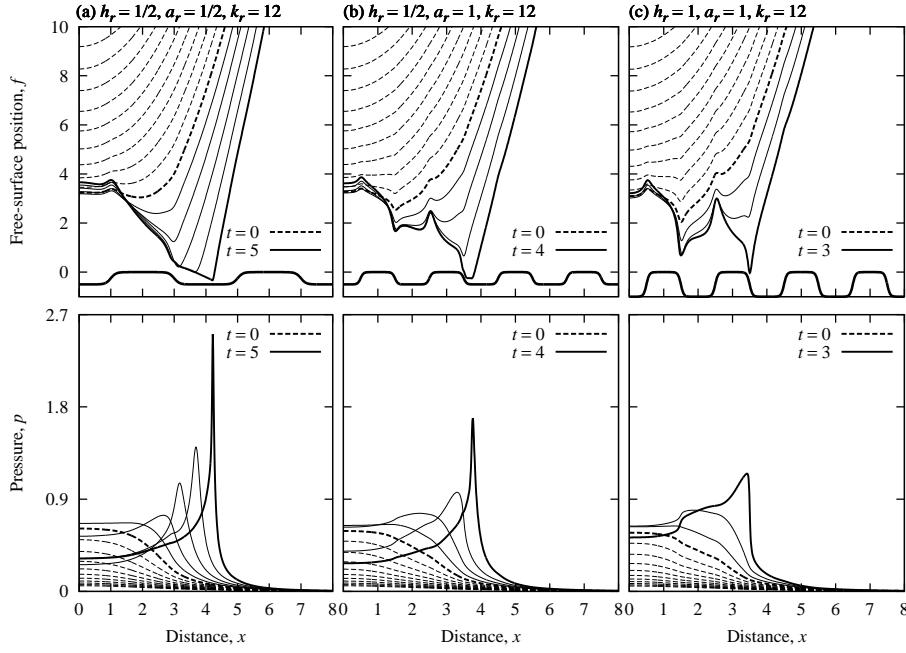 (a) h_r = 1/2, a_r = 1/2, k_r = 12
(b) h_r = 1/2, a_r = 1, k_r = 12
(c) h_r = 1, a_r = 1, k_r = 12
Free-surface position, f
10
8
6
4
2
0
t = 0
t = 5
t = 0
t = 4
t = 0
t = 3
Pressure, p
2.7
1.8
0.9
0
t = 0
t = 5
t = 0
t = 4
t = 0
t = 3
0 1 2 3 4 5 6 7 8
0 1 2 3 4 5 6 7 8
0 1 2 3 4 5 6 7 8
Distance, x
Distance, x
Distance, x